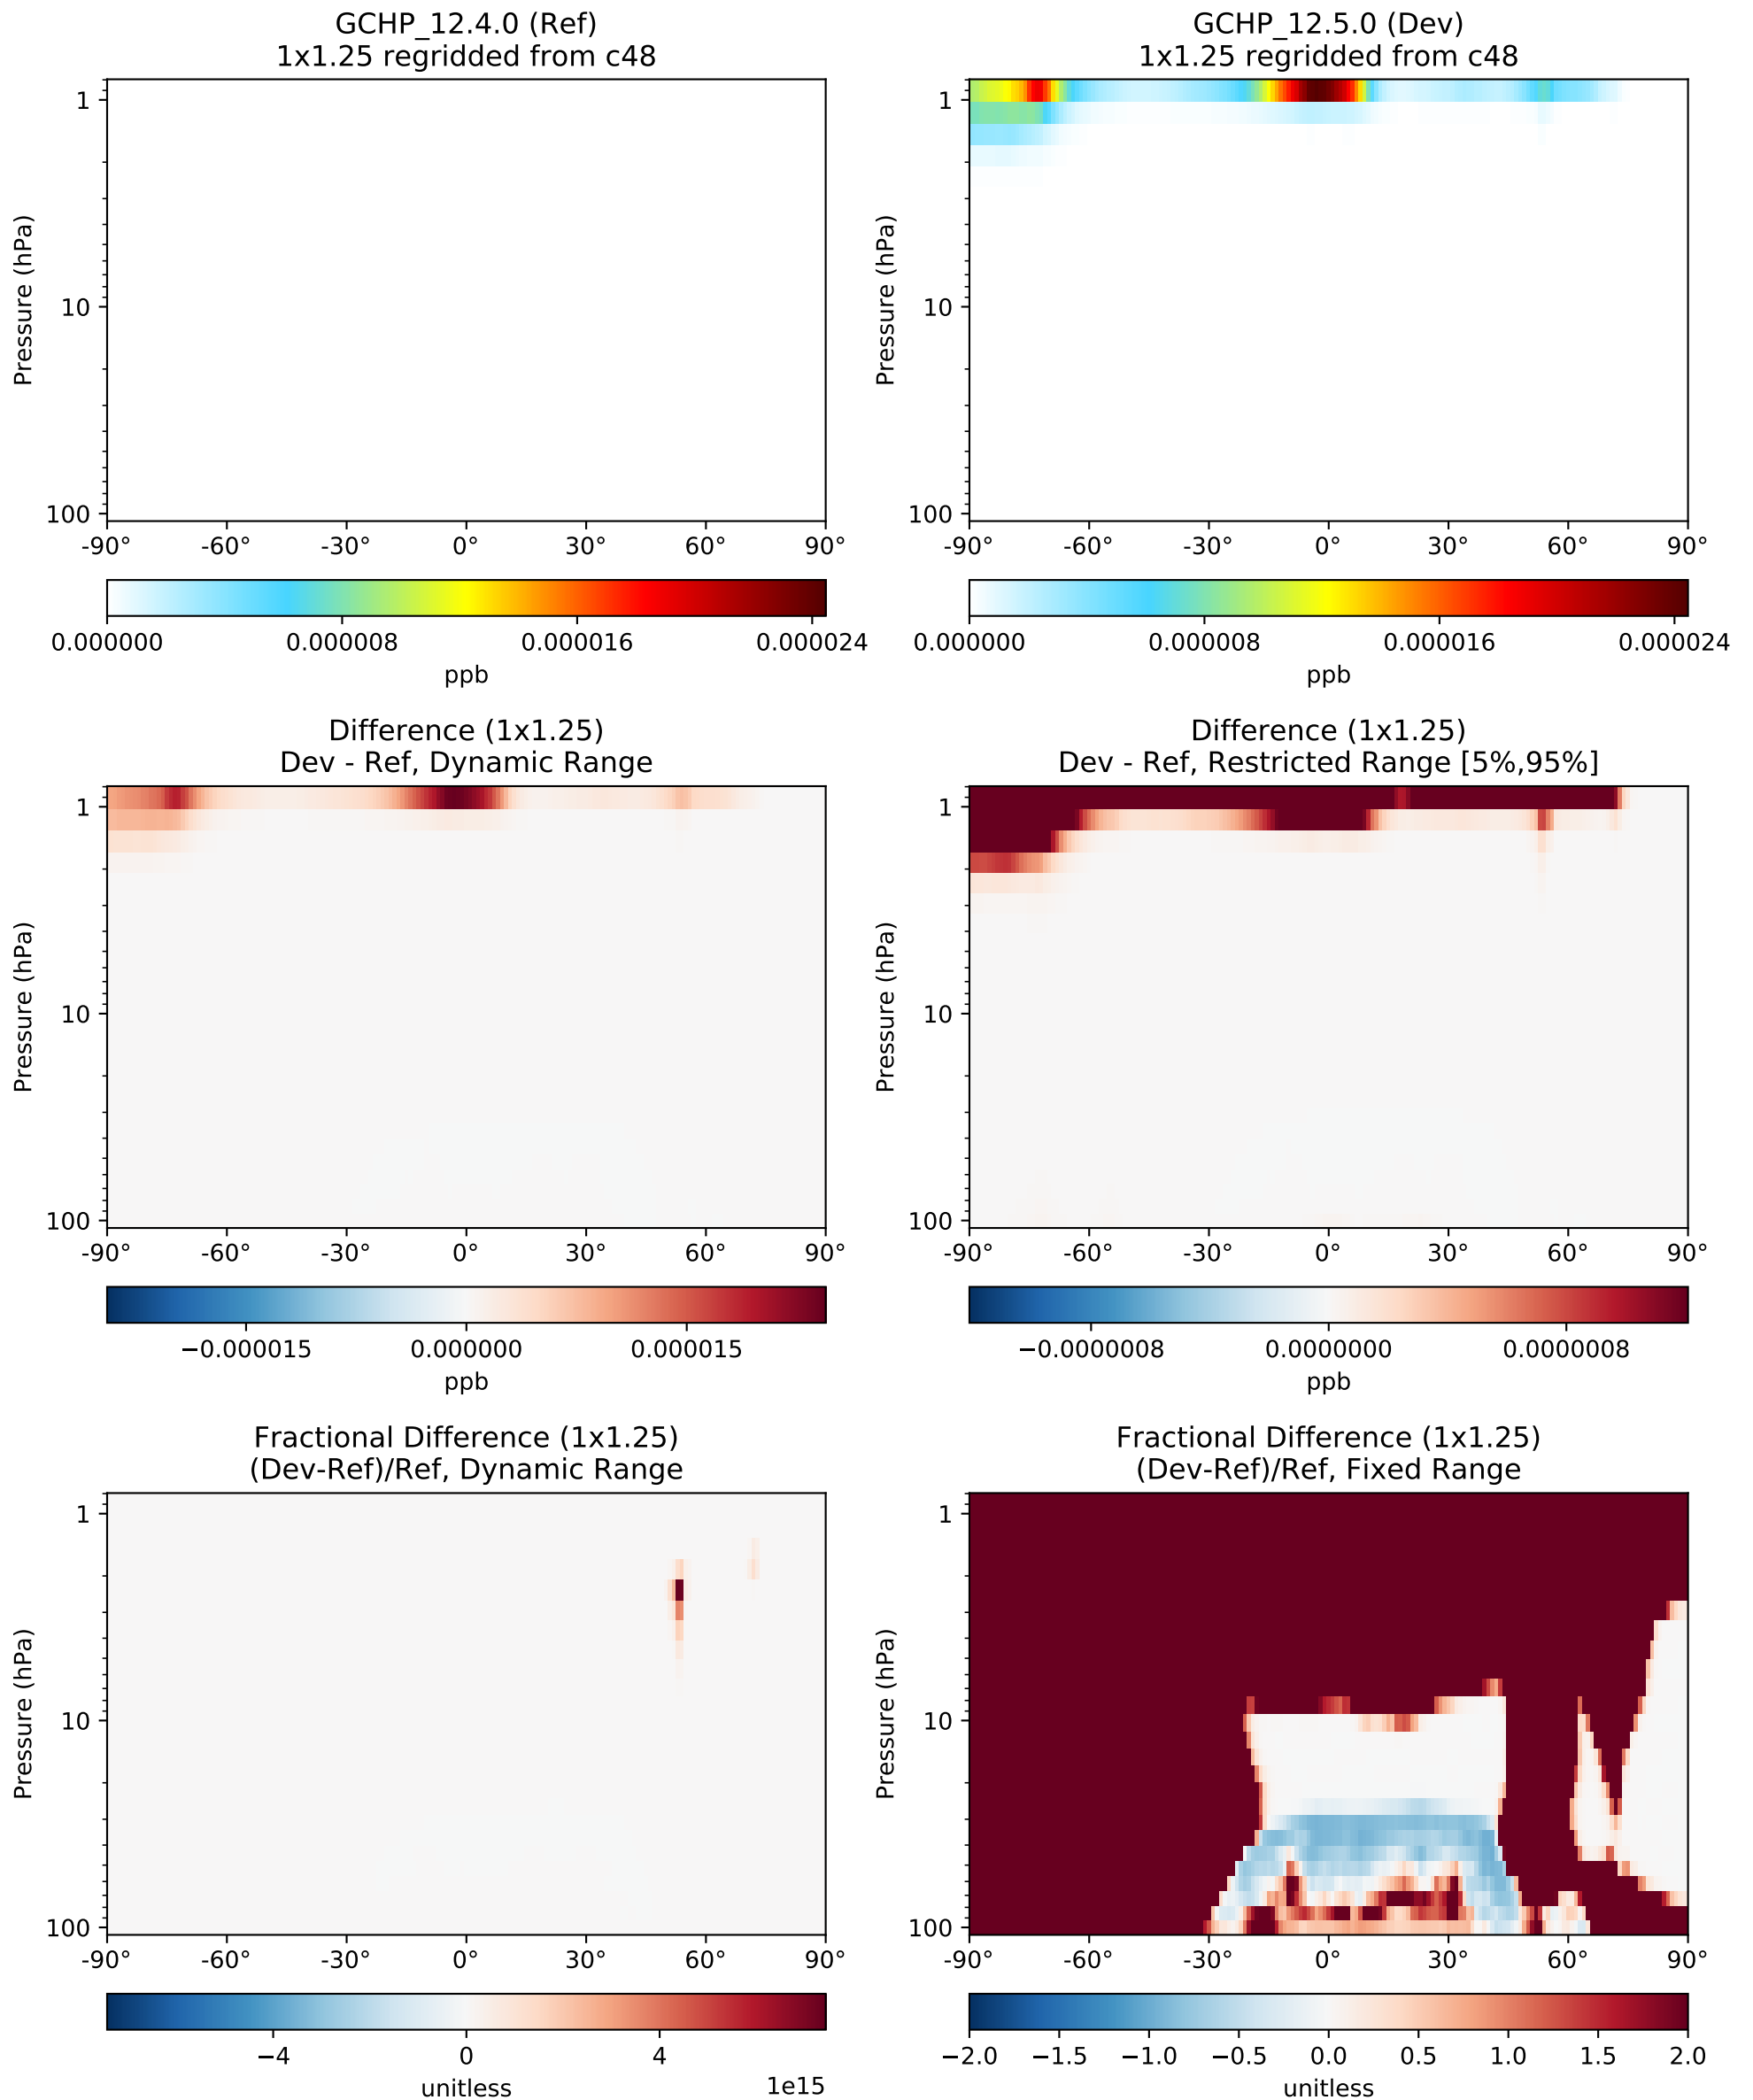 GCHP_12.4.0 (Ref)
1x1.25 regridded from c48
Pressure (hPa)
1
10
100
-90° -60° -30° 0° 30° 60° 90°
0.000000 0.000008 0.000016 0.000024
ppb
GCHP_12.5.0 (Dev)
1x1.25 regridded from c48
Pressure (hPa)
1
10
100
-90° -60° -30° 0° 30° 60° 90°
0.000000 0.000008 0.000016 0.000024
ppb
Difference (1x1.25)
Dev - Ref, Dynamic Range
Pressure (hPa)
1
10
100
-90° -60° -30° 0° 30° 60° 90°
−0.000015 0.000000 0.000015
ppb
Difference (1x1.25)
Dev - Ref, Restricted Range [5%,95%]
Pressure (hPa)
1
10
100
-90° -60° -30° 0° 30° 60° 90°
−0.0000008 0.0000000 0.0000008
ppb
Fractional Difference (1x1.25)
(Dev-Ref)/Ref, Dynamic Range
Pressure (hPa)
1
10
100
-90° -60° -30° 0° 30° 60° 90°
−4 0 4
unitless 1e15
Fractional Difference (1x1.25)
(Dev-Ref)/Ref, Fixed Range
Pressure (hPa)
1
10
100
-90° -60° -30° 0° 30° 60° 90°
−2.0 −1.5 −1.0 −0.5 0.0 0.5 1.0 1.5 2.0
unitless